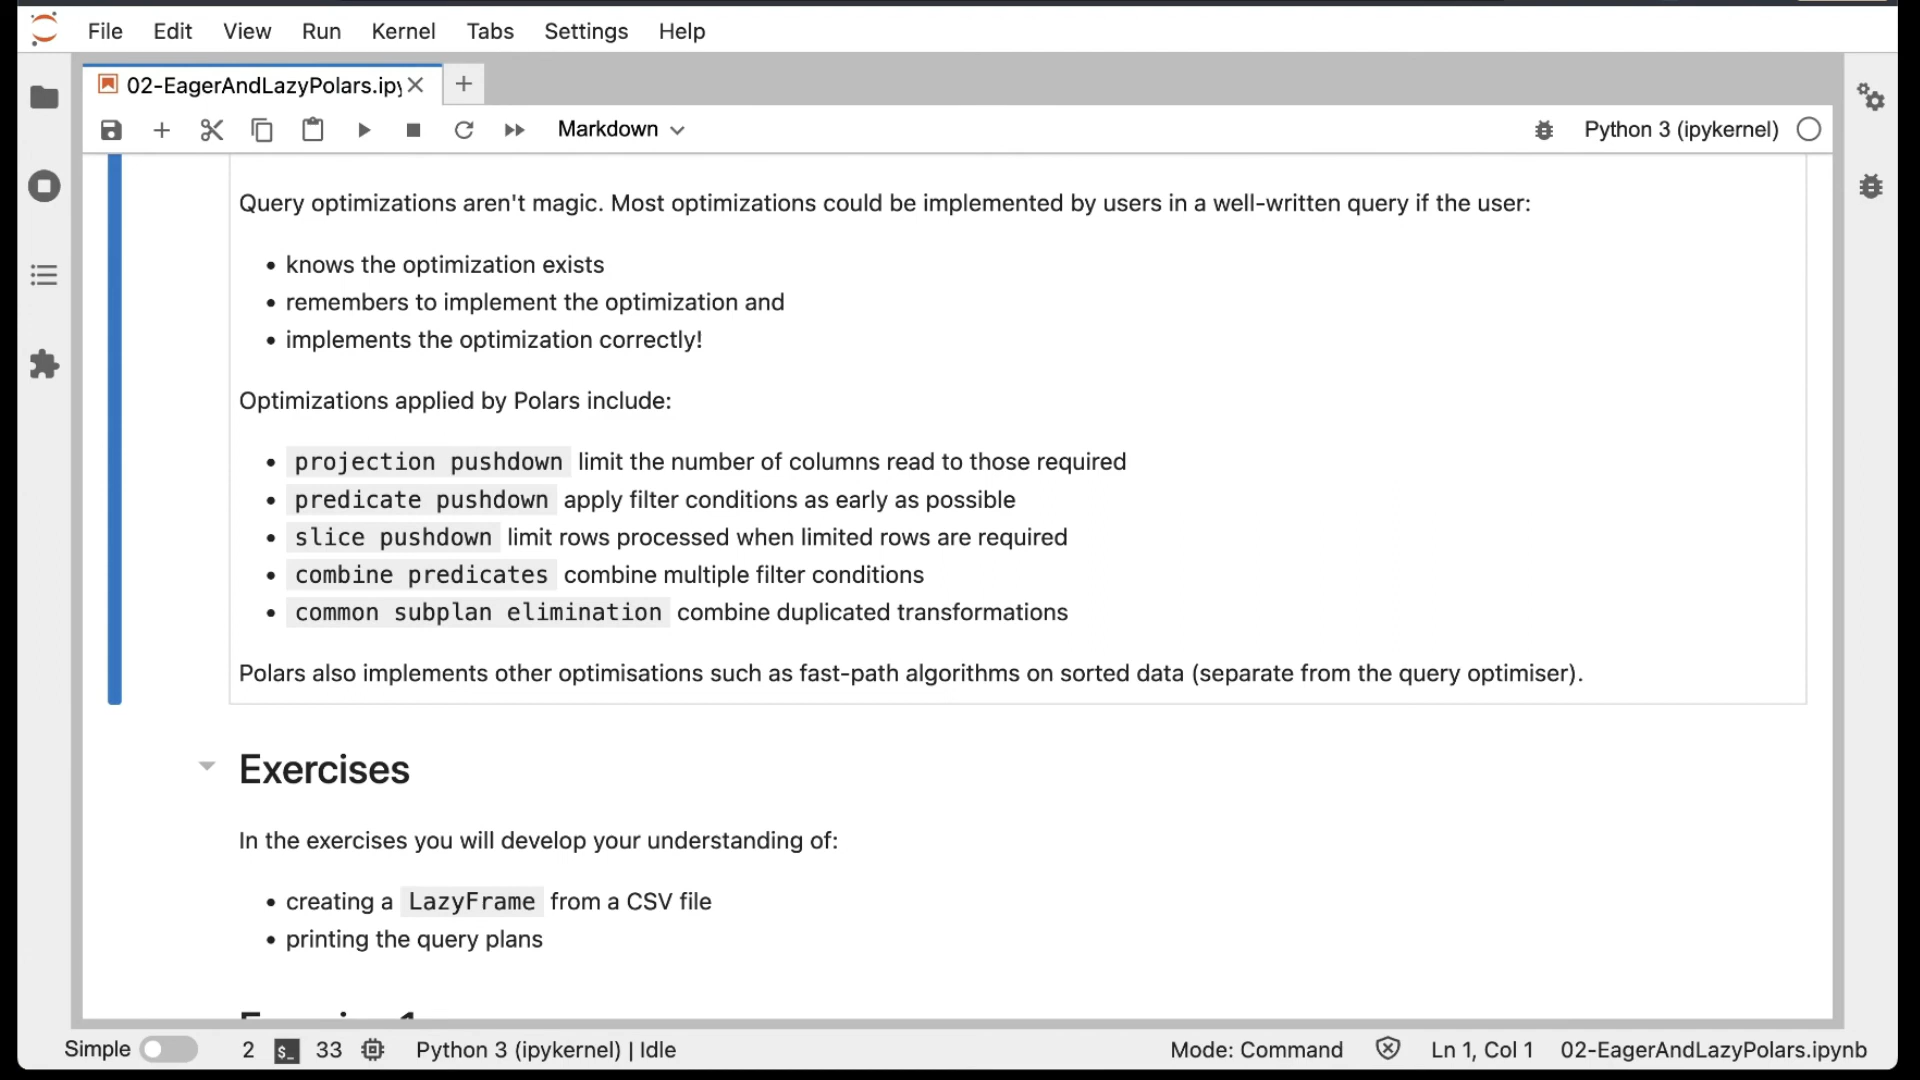 File Edit View Run Kernel Tabs Settings Help
02-EagerAndLazyPolars.ipy
Markdown
Python 3 (ipykernel)
Query optimizations aren't magic. Most optimizations could be implemented by users in a well-written query if the user:
• knows the optimization exists
• remembers to implement the optimization and
• implements the optimization correctly!
Optimizations applied by Polars include:
• projection pushdown limit the number of columns read to those required
• predicate pushdown apply filter conditions as early as possible
• slice pushdown limit rows processed when limited rows are required
• combine predicates combine multiple filter conditions
• common subplan elimination combine duplicated transformations
Polars also implements other optimisations such as fast-path algorithms on sorted data (separate from the query optimiser).
Exercises
In the exercises you will develop your understanding of:
• creating a LazyFrame from a CSV file
• printing the query plans
Simple 2 $_ 33 Python 3 (ipykernel) | Idle Mode: Command Ln 1, Col 1 02-EagerAndLazyPolars.ipynb